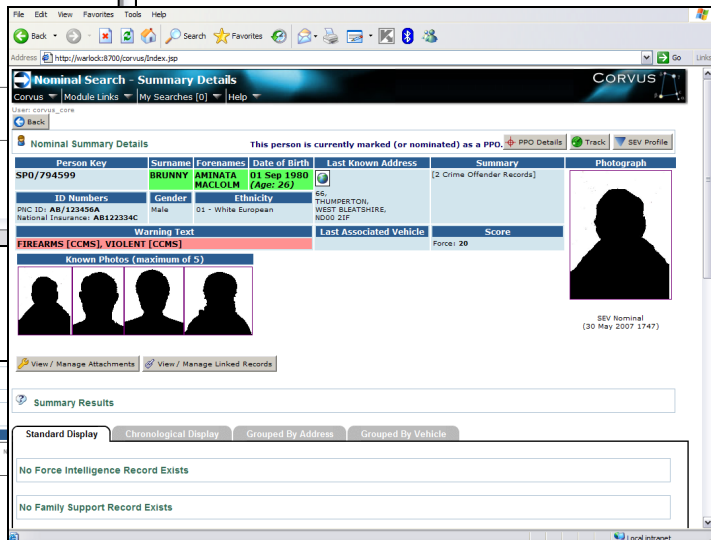 File Edit View Favorites Tools Help
Back Search Favorites
Address http://warlock:8700/corvus/Index.jsp Go Links
Nominal Search - Summary Details CORVUS
Corvus Module Links My Searches [0] Help
User: corvus_core
Back
Nominal Summary Details This person is currently marked (or nominated) as a PPO. PPO Details Track SEV Profile
Person Key Surname Forenames Date of Birth Last Known Address Summary Photograph
SP0/794599 BRUNNY AMINATA MACLOLM 01 Sep 1980 (Age: 26) [2 Crime Offender Records]
66,
THUMPERTON,
WEST BLEATSHIRE,
ND00 2IF
ID Numbers Gender Ethnicity
PNC ID: AB/123456A Male 01 - White European
National Insurance: AB122334C
Warning Text Last Associated Vehicle Score
FIREARMS [CCMS], VIOLENT [CCMS] Force: 20
Known Photos (maximum of 5)
SEV Nominal
(30 May 2007 1747)
View / Manage Attachments View / Manage Linked Records
Summary Results
Standard Display Chronological Display Grouped By Address Grouped By Vehicle
No Force Intelligence Record Exists
No Family Support Record Exists
Local intranet